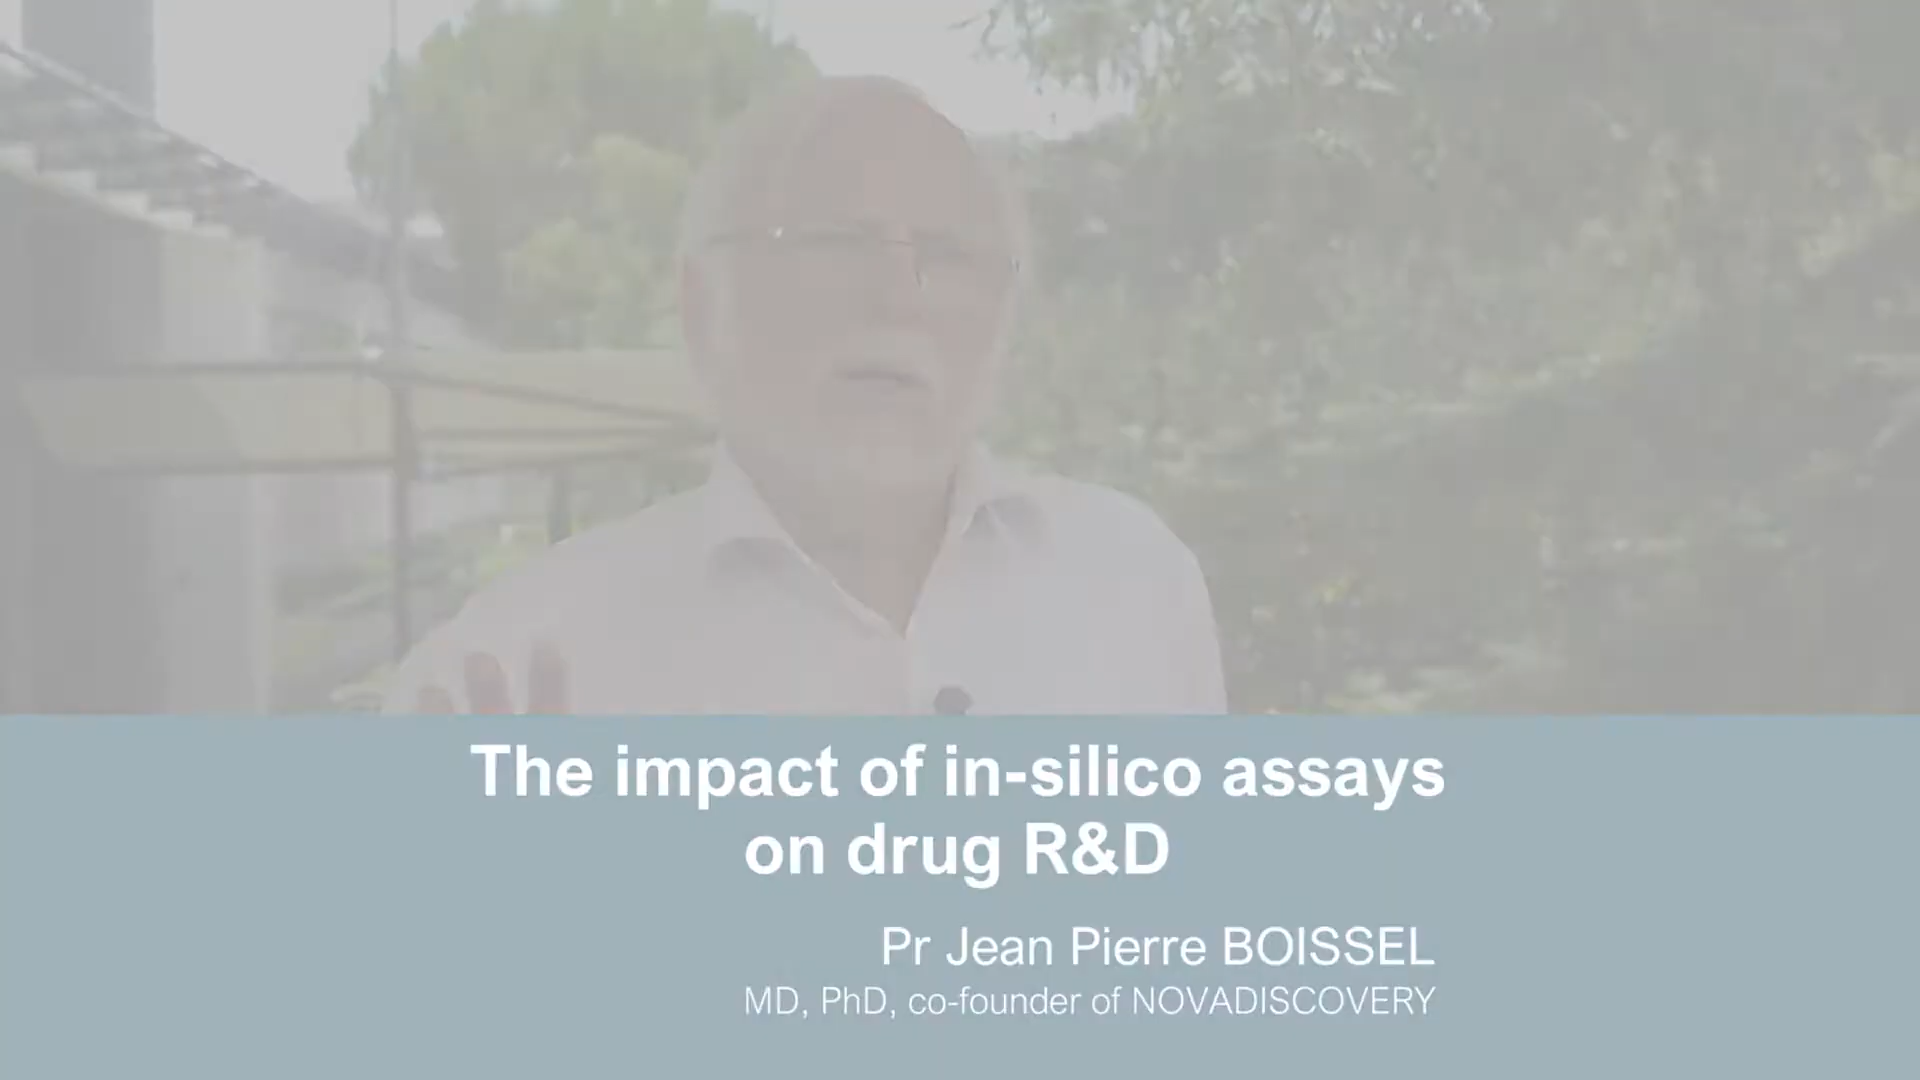 The impact of in-silico assays
on drug R&D
Pr Jean Pierre BOISSEL
MD, PhD, co-founder of NOVADISCOVERY